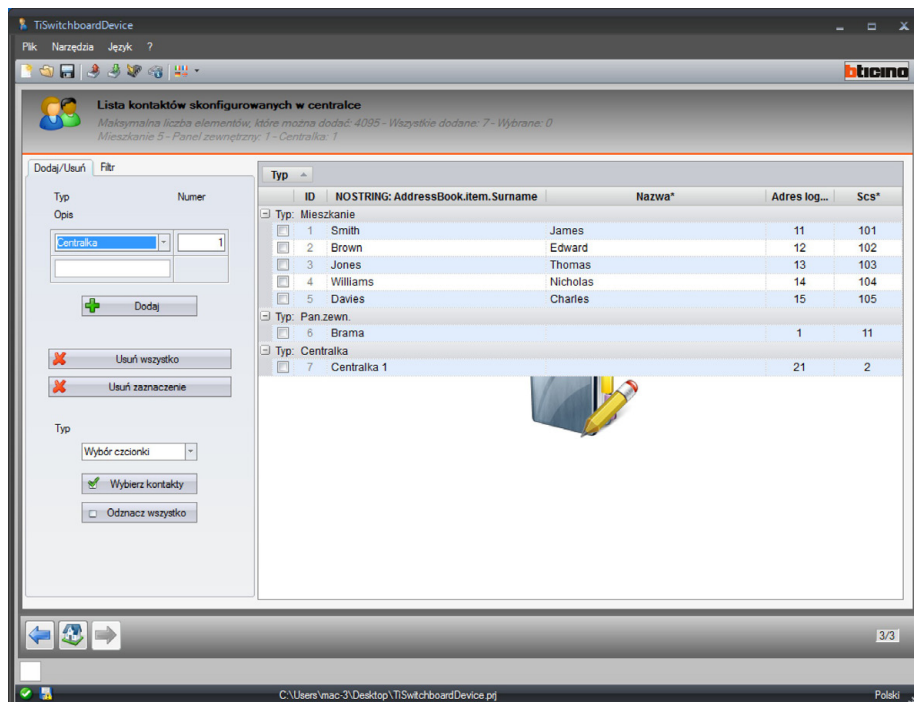 TiSwitchboardDevice
Plik Narzędzia Język ?
bticino
Lista kontaktów skonfigurowanych w centralce
Maksymalna liczba elementów, które można dodać: 4095 - Wszystkie dodane: 7 - Wybrane: 0
Mieszkanie 5 - Panel zewnętrzny: 1 - Centralka: 1
Dodaj/Usuń Filtr
Typ Numer
Opis
Centralka 1
Dodaj
Usuń wszystko
Usuń zaznaczenie
Typ
Wybór czcionki
Wybierz kontakty
Odznacz wszystko
Typ
ID NOSTRING: AddressBook.item.Surname Nazwa* Adres log... Scs*
Typ: Mieszkanie
1 Smith James 11 101
2 Brown Edward 12 102
3 Jones Thomas 13 103
4 Williams Nicholas 14 104
5 Davies Charles 15 105
Typ: Pan.zewn.
6 Brama 1 11
Typ: Centralka
7 Centralka 1 21 2
3/3
C:\Users\mac-3\Desktop\TiSwitchboardDevice.prj Polski